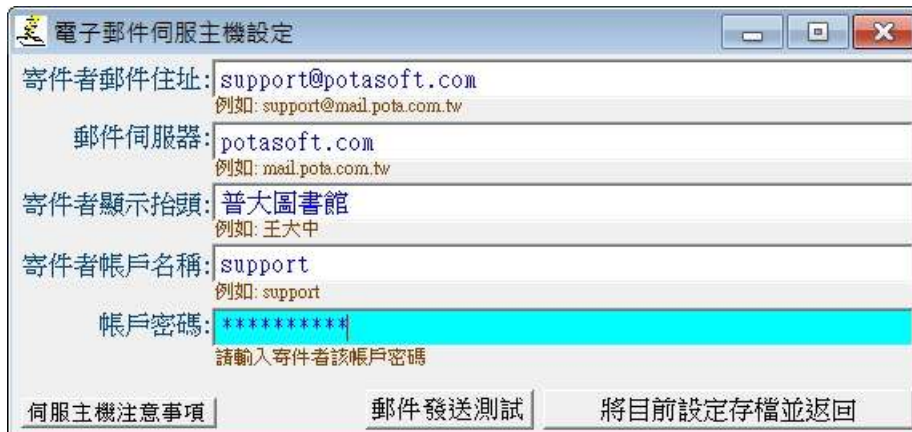 電子郵件伺服主機設定
寄件者郵件住址: support@potasoft.com
例如: support@mail.pota.com.tw
郵件伺服器: potasoft.com
例如: mail.pota.com.tw
寄件者顯示抬頭: 普大圖書館
例如: 王大中
寄件者帳戶名稱: support
例如: support
帳戶密碼: **********
請輸入寄件者該帳戶密碼
伺服主機注意事項 郵件發送測試 將目前設定存檔並返回